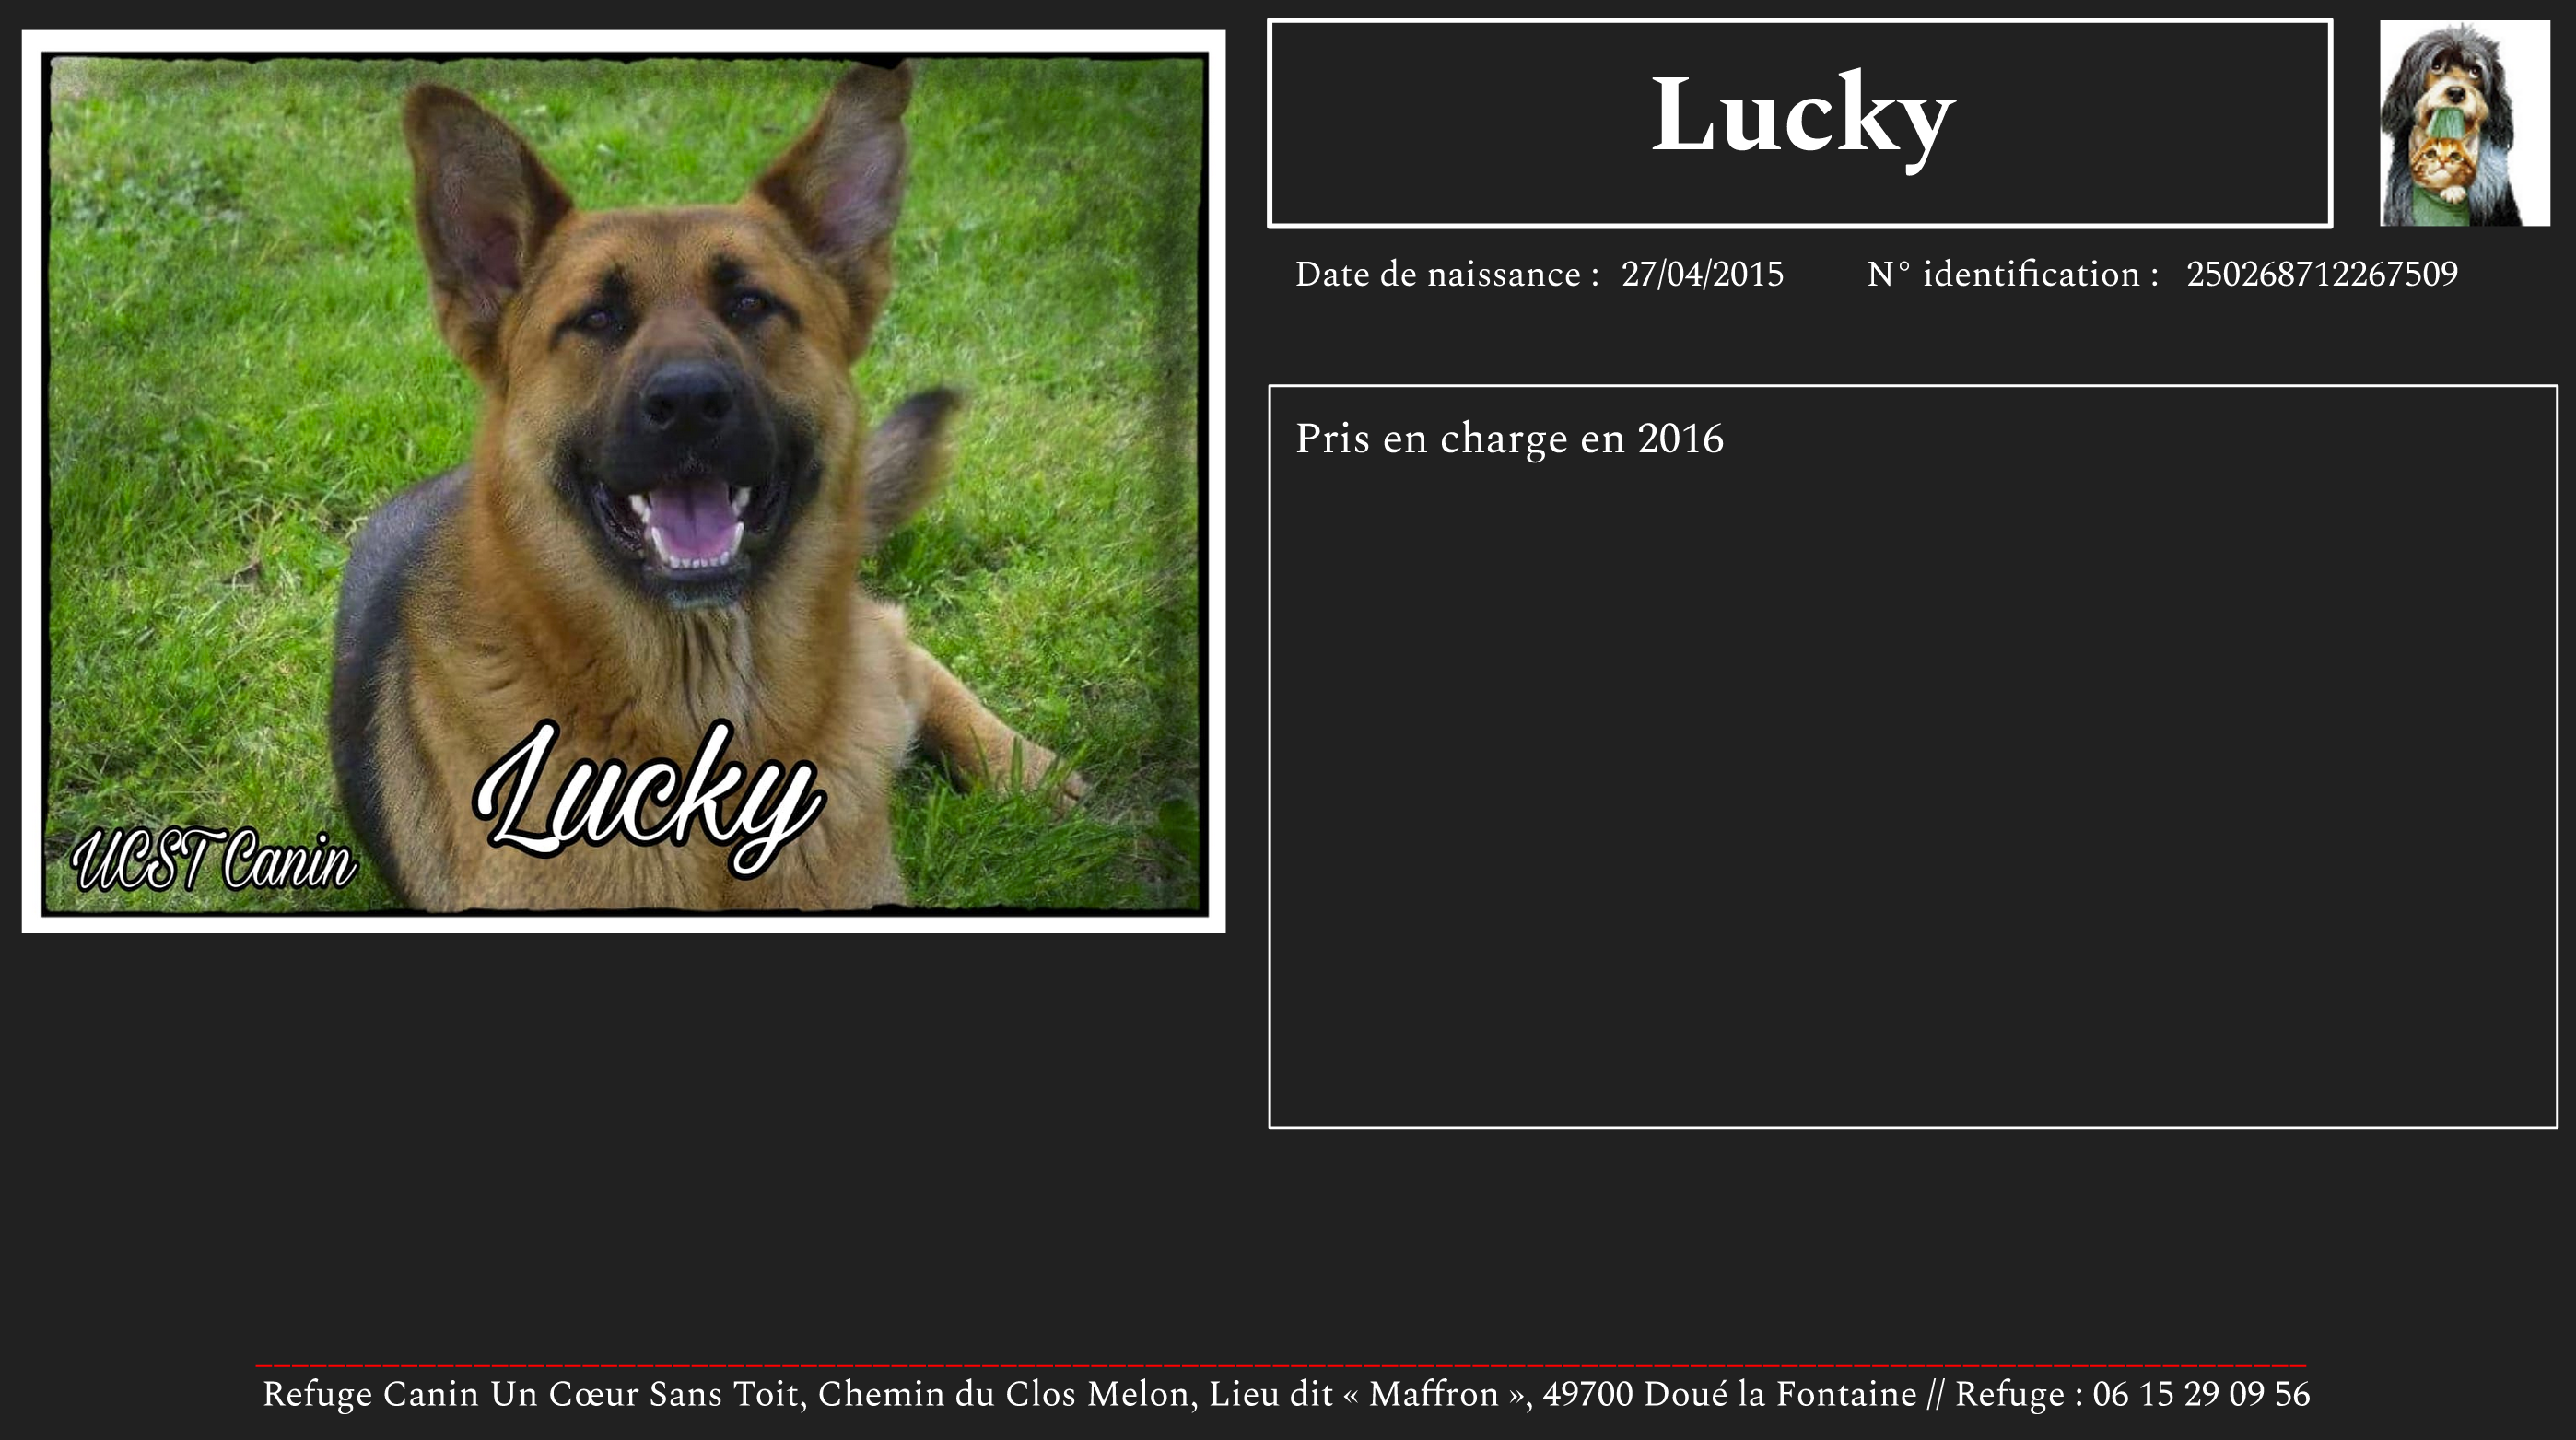 Lucky
Date de naissance : 27/04/2015 N° identification : 250268712267509
Pris en charge en 2016
Lucky
UCST Canin
Refuge Canin Un Cœur Sans Toit, Chemin du Clos Melon, Lieu dit « Maffron », 49700 Doué la Fontaine // Refuge : 06 15 29 09 56